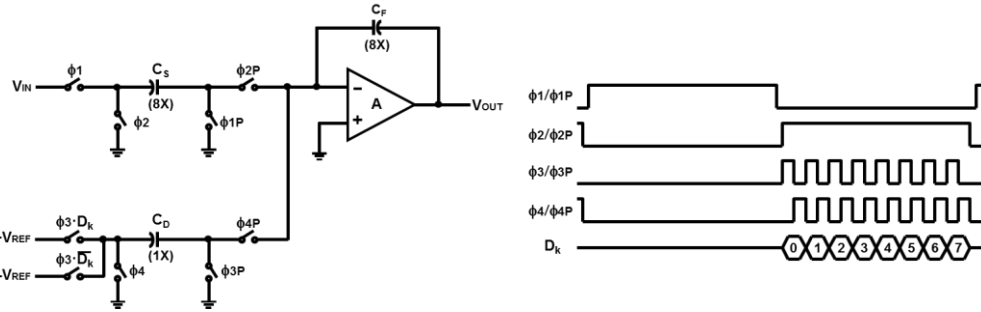 CF
(8X)
VIN
ϕ1
CS
(8X)
ϕ2P
ϕ2
ϕ1P
A
−
+
VOUT
-VREF
ϕ3·Dk
CD
(1X)
ϕ4P
-VREF
ϕ3·D̅k̅
ϕ4
ϕ3P
ϕ1/ϕ1P
ϕ2/ϕ2P
ϕ3/ϕ3P
ϕ4/ϕ4P
Dk
0 1 2 3 4 5 6 7